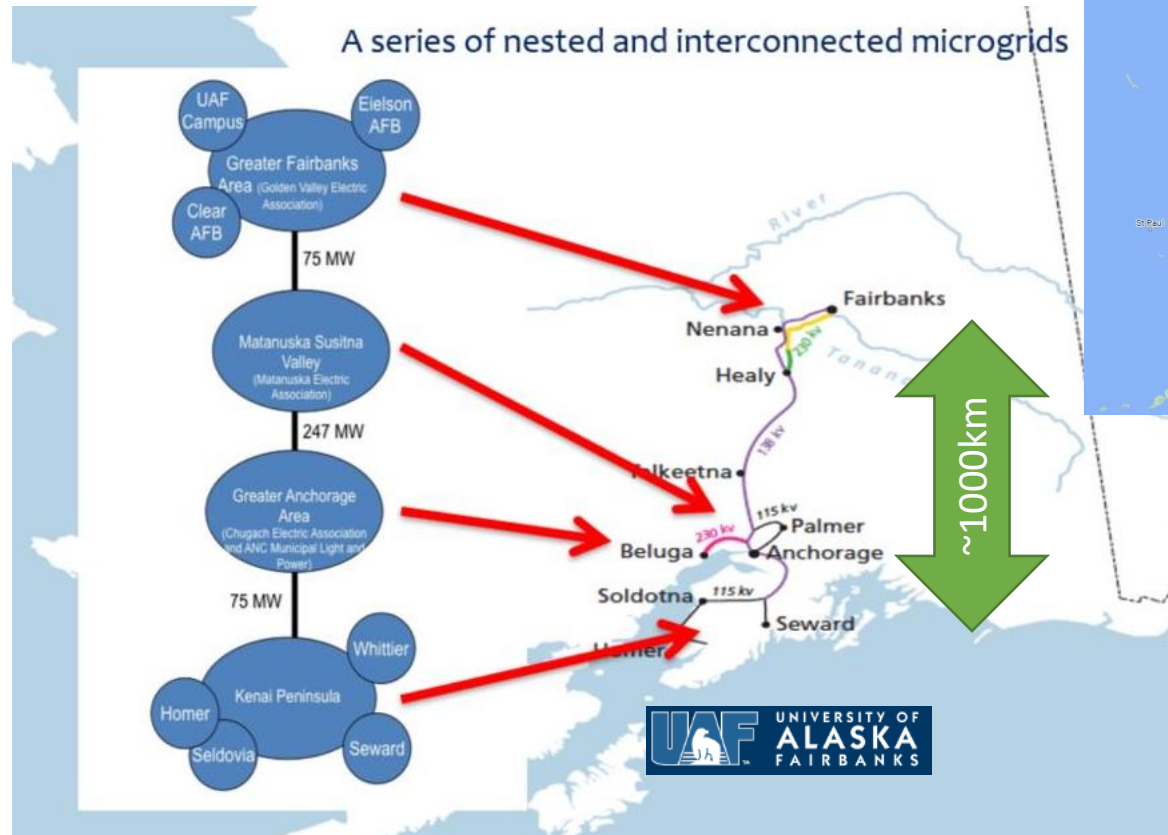 A series of nested and interconnected microgrids
UAF
Campus
Eielson
AFB
Greater Fairbanks
Area (Golden Valley Electric
Association)
Clear
AFB
75 MW
Matanuska Susitna
Valley
(Matanuska Electric
Association)
247 MW
Greater Anchorage
Area
(Chugach Electric Association
and ANC Municipal Light and
Power)
75 MW
Whittier
Kenai Peninsula
Homer
Seldovia
Seward
River
Fairbanks
Nenana
230 kv
Tanana
Healy
138 kv
lkeetna
115 kv
Palmer
230 kv
Beluga
Anchorage
Soldotna
115 kv
Seward
Homer
~1000km
St Paul
UAF
UNIVERSITY OF
ALASKA
FAIRBANKS